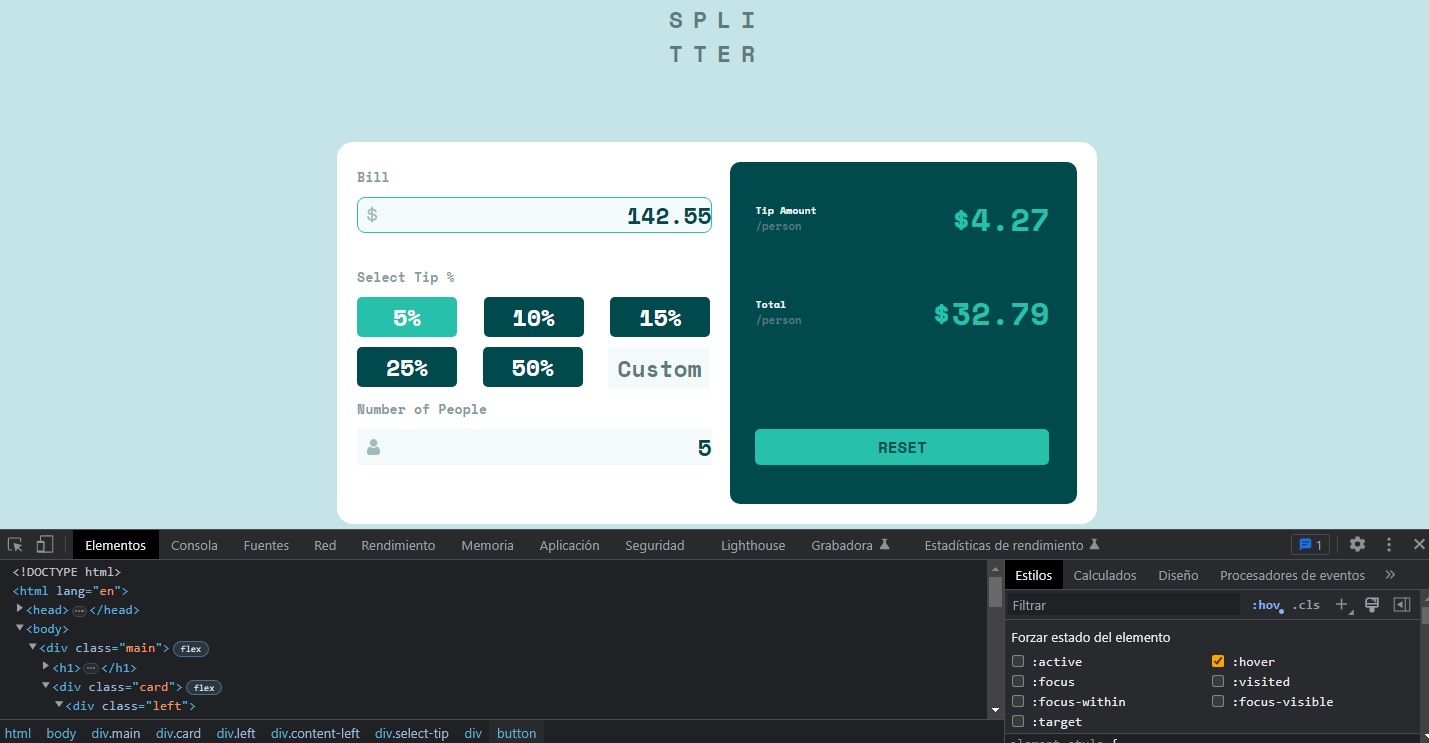 SPLI
TTER
Bill
$ 142.55
Select Tip %
5% 10% 15%
25% 50% Custom
Number of People
5
Tip Amount
/person
$4.27
Total
/person
$32.79
RESET
Elementos Consola Fuentes Red Rendimiento Memoria Aplicación Seguridad Lighthouse Grabadora Estadísticas de rendimiento 1
<!DOCTYPE html>
<html lang="en">
<head> ⋯ </head>
<body>
<div class="main"> flex
<h1> ⋯ </h1>
<div class="card"> flex
<div class="left">
html body div.main div.card div.left div.content-left div.select-tip div button
Estilos Calculados Diseño Procesadores de eventos »
Filtrar :hov .cls
Forzar estado del elemento
:active :hover
:focus :visited
:focus-within :focus-visible
:target